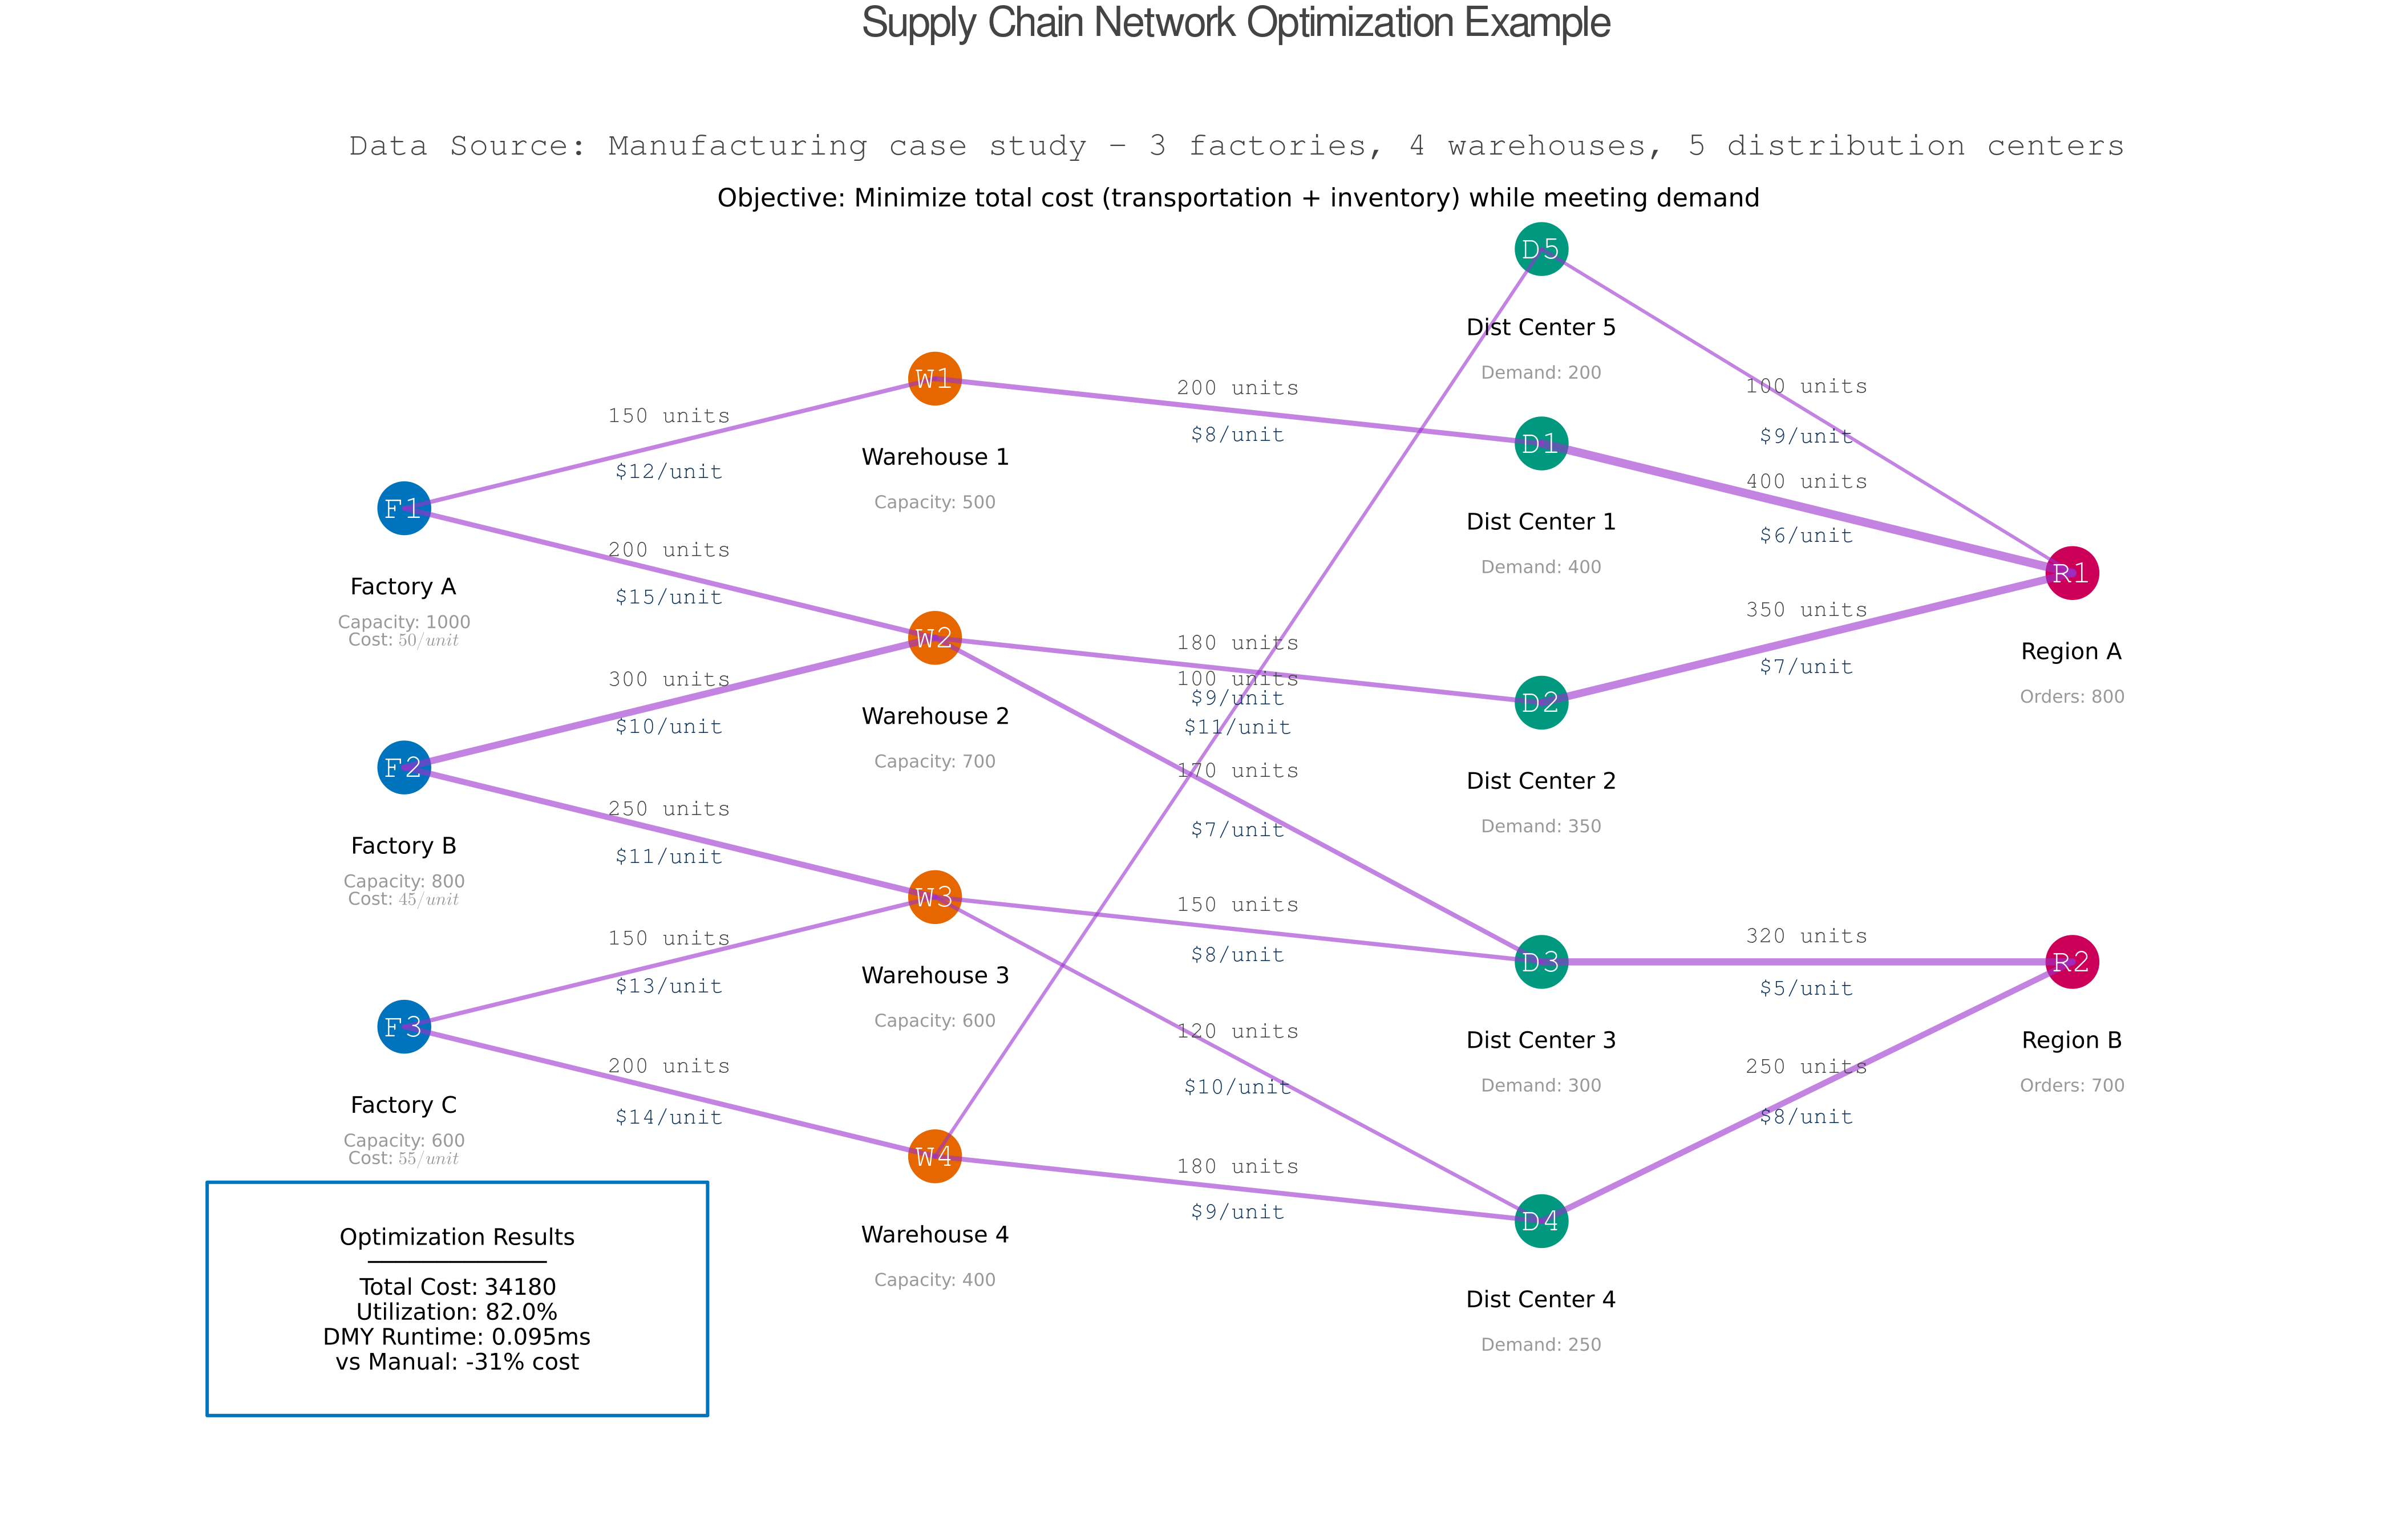 Supply Chain Network Optimization Example
Data Source: Manufacturing case study – 3 factories, 4 warehouses, 5 distribution centers
Objective: Minimize total cost (transportation + inventory) while meeting demand
F1
Factory A
Capacity: 1000
Cost: 50/unit
F2
Factory B
Capacity: 800
Cost: 45/unit
F3
Factory C
Capacity: 600
Cost: 55/unit
150 units
$12/unit
200 units
$15/unit
300 units
$10/unit
250 units
$11/unit
150 units
$13/unit
200 units
$14/unit
W1
Warehouse 1
Capacity: 500
W2
Warehouse 2
Capacity: 700
W3
Warehouse 3
Capacity: 600
W4
Warehouse 4
Capacity: 400
200 units
$8/unit
180 units
100 units
$9/unit
$11/unit
170 units
$7/unit
150 units
$8/unit
120 units
$10/unit
180 units
$9/unit
D5
Dist Center 5
Demand: 200
D1
Dist Center 1
Demand: 400
D2
Dist Center 2
Demand: 350
D3
Dist Center 3
Demand: 300
D4
Dist Center 4
Demand: 250
100 units
$9/unit
400 units
$6/unit
350 units
$7/unit
320 units
$5/unit
250 units
$8/unit
R1
Region A
Orders: 800
R2
Region B
Orders: 700
Optimization Results
Total Cost: 34180
Utilization: 82.0%
DMY Runtime: 0.095ms
vs Manual: -31% cost